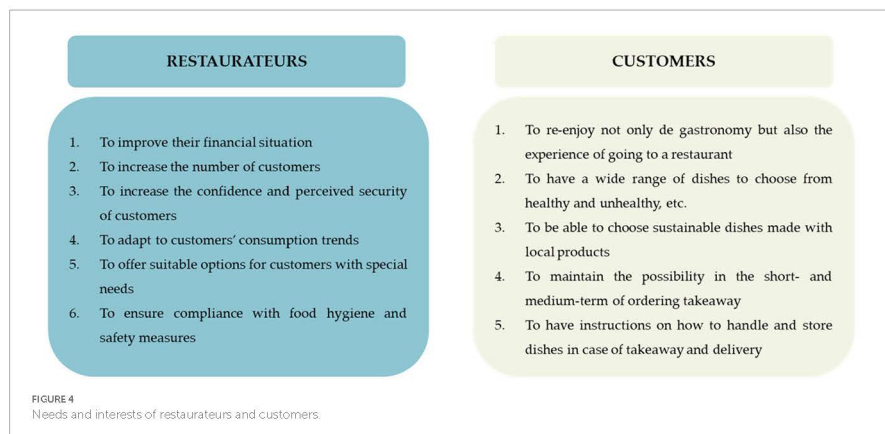 RESTAURATEURS
1. To improve their financial situation
2. To increase the number of customers
3. To increase the confidence and perceived security
of customers
4. To adapt to customers' consumption trends
5. To offer suitable options for customers with special
needs
6. To ensure compliance with food hygiene and
safety measures
CUSTOMERS
1. To re-enjoy not only de gastronomy but also the
experience of going to a restaurant
2. To have a wide range of dishes to choose from
healthy and unhealthy, etc.
3. To be able to choose sustainable dishes made with
local products
4. To maintain the possibility in the short- and
medium-term of ordering takeaway
5. To have instructions on how to handle and store
dishes in case of takeaway and delivery
FIGURE 4
Needs and interests of restaurateurs and customers.